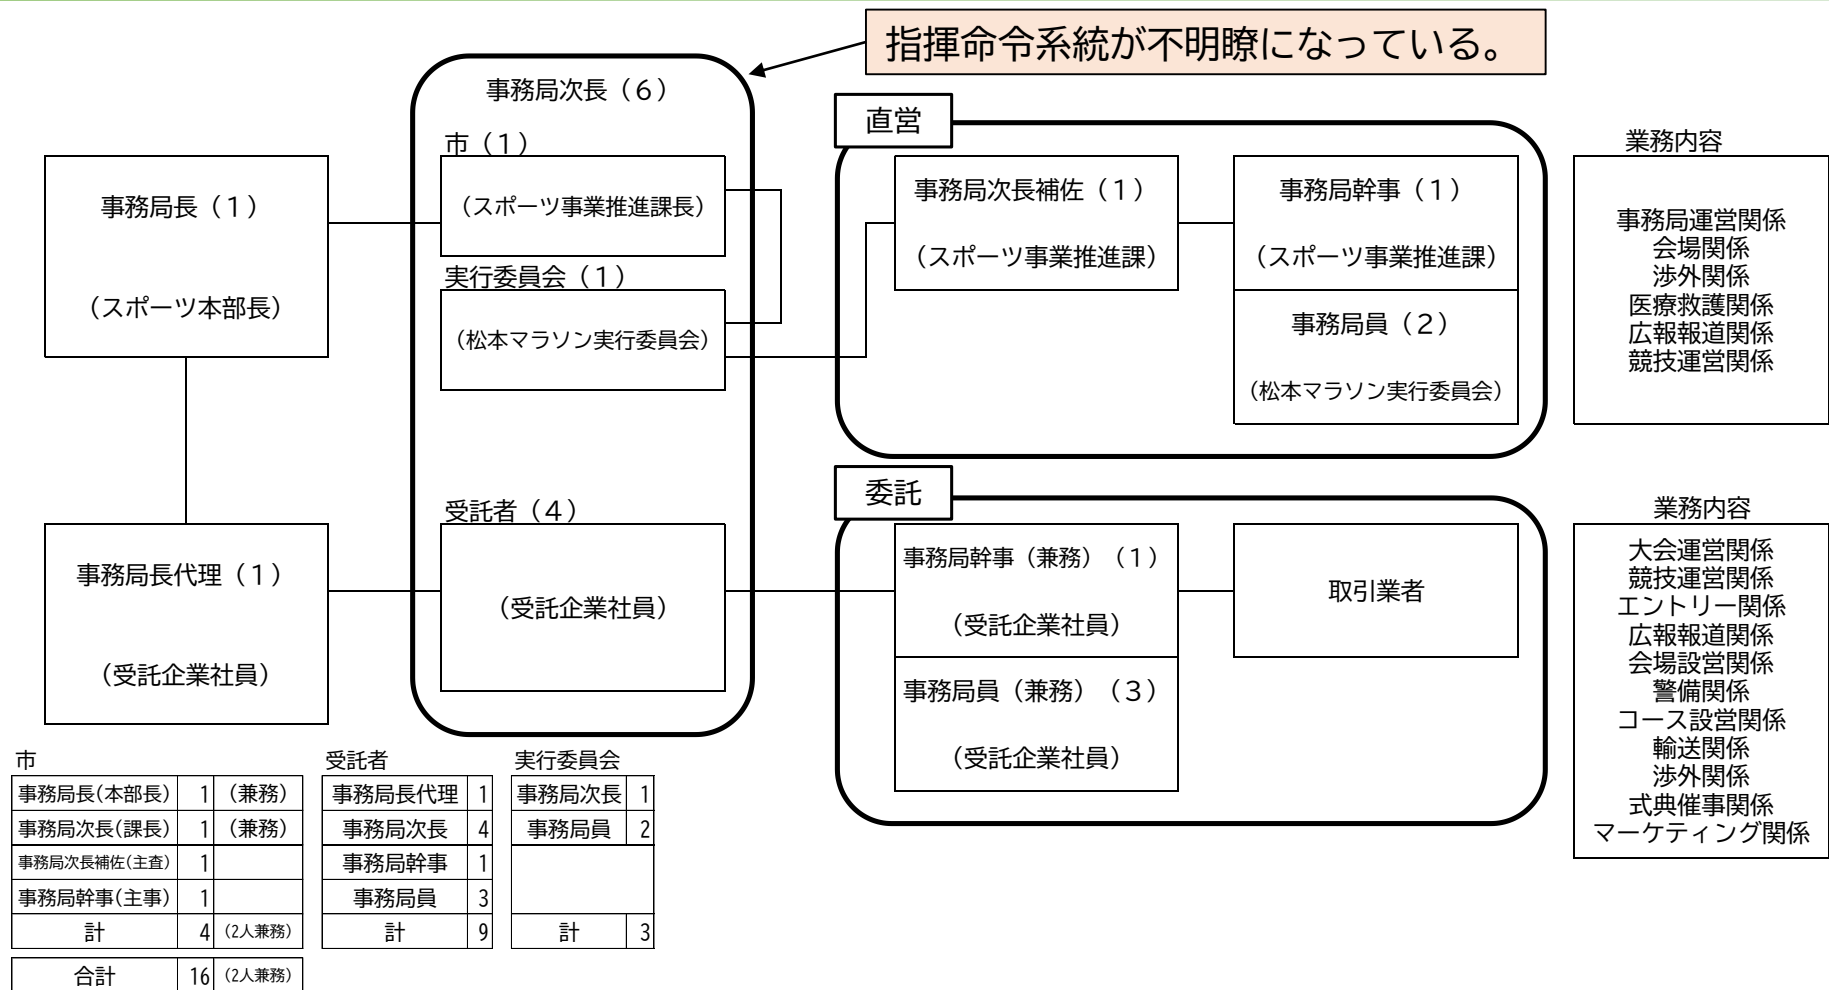 指揮命令系統が不明瞭になっている。
事務局次長（６）
市（１）
（スポーツ事業推進課長）
実行委員会（１）
（松本マラソン実行委員会）
受託者（４）
（受託企業社員）
事務局長（１）
（スポーツ本部長）
事務局長代理（１）
（受託企業社員）
直営
事務局次長補佐（１）
（スポーツ事業推進課）
事務局幹事（１）
（スポーツ事業推進課）
事務局員（２）
（松本マラソン実行委員会）
業務内容
事務局運営関係
会場関係
渉外関係
医療救護関係
広報報道関係
競技運営関係
委託
事務局幹事（兼務）（１）
（受託企業社員）
事務局員（兼務）（３）
（受託企業社員）
取引業者
業務内容
大会運営関係
競技運営関係
エントリー関係
広報報道関係
会場設営関係
警備関係
コース設営関係
輸送関係
渉外関係
式典催事関係
マーケティング関係
市
事務局長(本部長) 1 （兼務）
事務局次長(課長) 1 （兼務）
事務局次長補佐(主査) 1
事務局幹事(主事) 1
計 4 （2人兼務）
合計 16 （2人兼務）
受託者
事務局長代理 1
事務局次長 4
事務局幹事 1
事務局員 3
計 9
実行委員会
事務局次長 1
事務局員 2
計 3